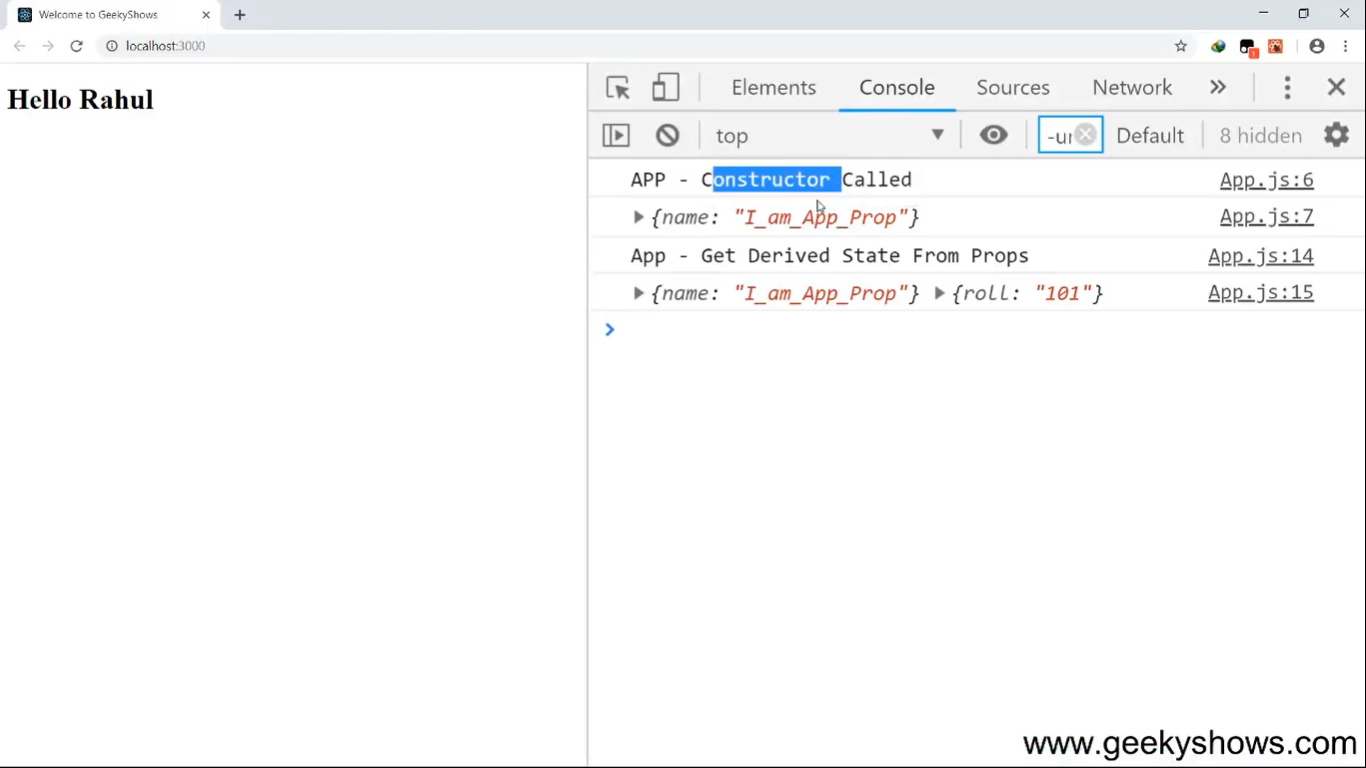 Welcome to GeekyShows
localhost:3000
Hello Rahul
Elements Console Sources Network
top Default 8 hidden
APP - Constructor Called App.js:6
{name: "I_am_App_Prop"} App.js:7
App - Get Derived State From Props App.js:14
{name: "I_am_App_Prop"} {roll: "101"} App.js:15
www.geekyshows.com